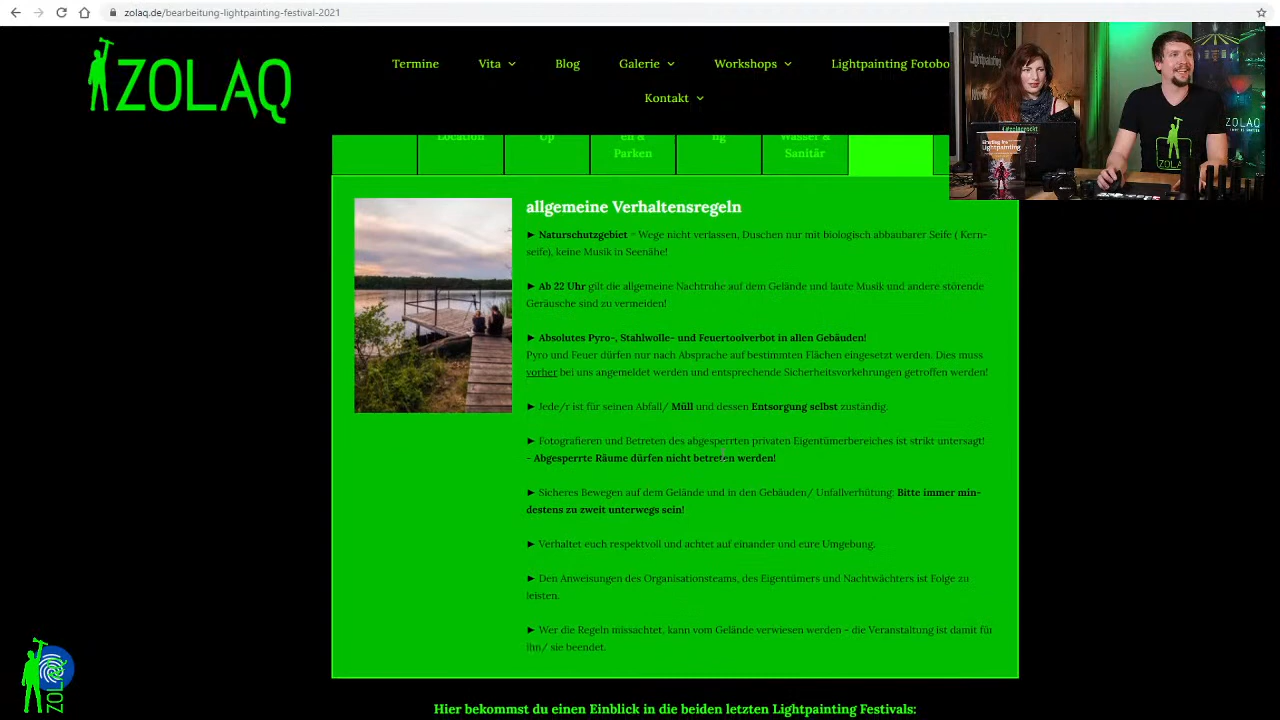 zolaq.de/bearbeitung-lightpainting-festival-2021
ZOLAQ
Termine Vita Blog Galerie Workshops Lightpainting Fotobo
Kontakt
Location Up en & Parken ng Wasser & Sanitär
allgemeine Verhaltensregeln
► Naturschutzgebiet = Wege nicht verlassen, Duschen nur mit biologisch abbaubarer Seife ( Kern-
seife), keine Musik in Seenähe!
► Ab 22 Uhr gilt die allgemeine Nachtruhe auf dem Gelände und laute Musik und andere störende
Geräusche sind zu vermeiden!
► Absolutes Pyro-, Stahlwolle- und Feuertoolverbot in allen Gebäuden!
Pyro und Feuer dürfen nur nach Absprache auf bestimmten Flächen eingesetzt werden. Dies muss
vorher bei uns angemeldet werden und entsprechende Sicherheitsvorkehrungen getroffen werden!
► Jede/r ist für seinen Abfall/ Müll und dessen Entsorgung selbst zuständig.
► Fotografieren und Betreten des abgesperrten privaten Eigentümerbereiches ist strikt untersagt!
- Abgesperrte Räume dürfen nicht betreten werden!
► Sicheres Bewegen auf dem Gelände und in den Gebäuden/ Unfallverhütung: Bitte immer min-
destens zu zweit unterwegs sein!
► Verhaltet euch respektvoll und achtet auf einander und eure Umgebung.
► Den Anweisungen des Organisationsteams, des Eigentümers und Nachtwächters ist Folge zu
leisten.
► Wer die Regeln missachtet, kann vom Gelände verwiesen werden – die Veranstaltung ist damit für
ihn/ sie beendet.
Hier bekommst du einen Einblick in die beiden letzten Lightpainting Festivals:
ZOLAQ
Lightpainting
ZOLAQ